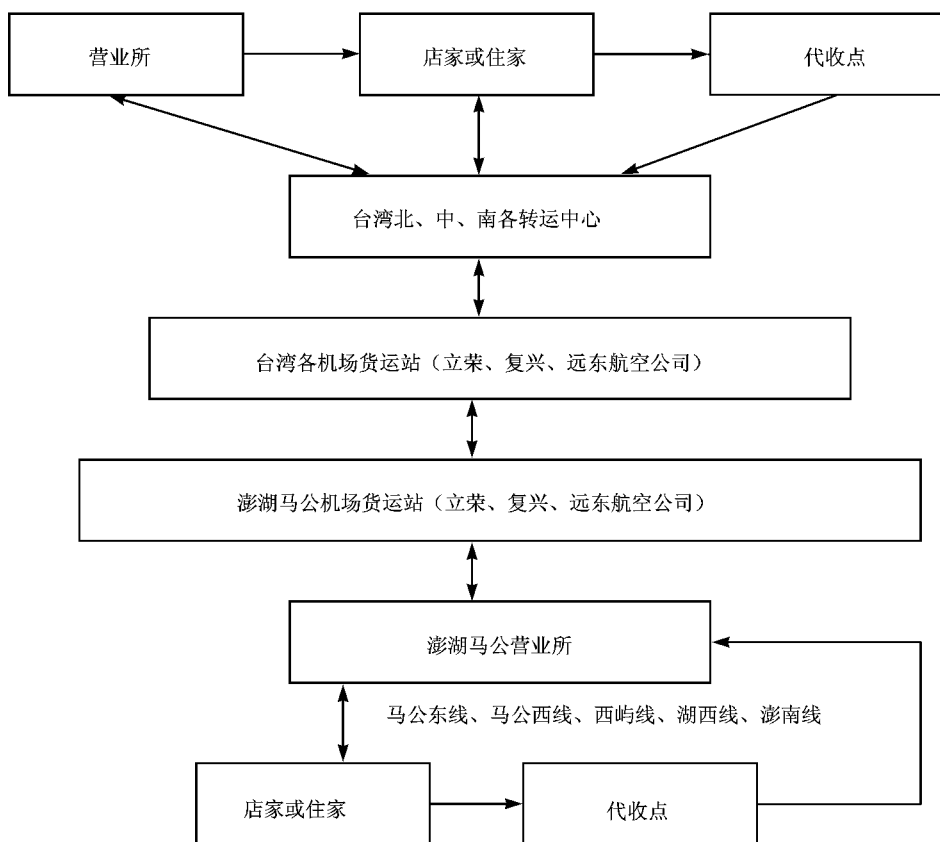 营业所
店家或住家
代收点
台湾北、中、南各转运中心
台湾各机场货运站（立荣、复兴、远东航空公司）
澎湖马公机场货运站（立荣、复兴、远东航空公司）
澎湖马公营业所
马公东线、马公西线、西屿线、湖西线、澎南线
店家或住家
代收点